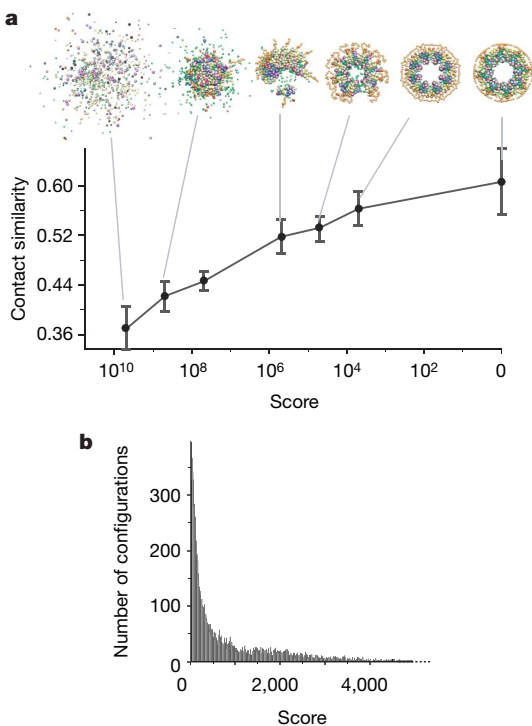 a
Contact similarity
0.60
0.52
0.44
0.36
10¹⁰ 10⁸ 10⁶ 10⁴ 10² 0
Score
b
Number of configurations
300
200
100
0
0 2,000 4,000
Score